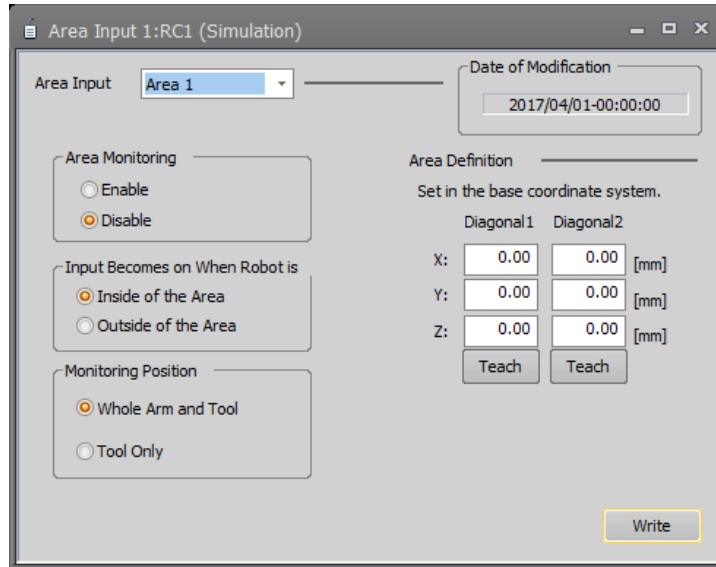 Area Input 1:RC1 (Simulation)
Area Input
Area 1
Date of Modification
2017/04/01-00:00:00
Area Monitoring
Enable
Disable
Input Becomes on When Robot is
Inside of the Area
Outside of the Area
Monitoring Position
Whole Arm and Tool
Tool Only
Area Definition
Set in the base coordinate system.
Diagonal1 Diagonal2
X: 0.00 0.00 [mm]
Y: 0.00 0.00 [mm]
Z: 0.00 0.00 [mm]
Teach Teach
Write